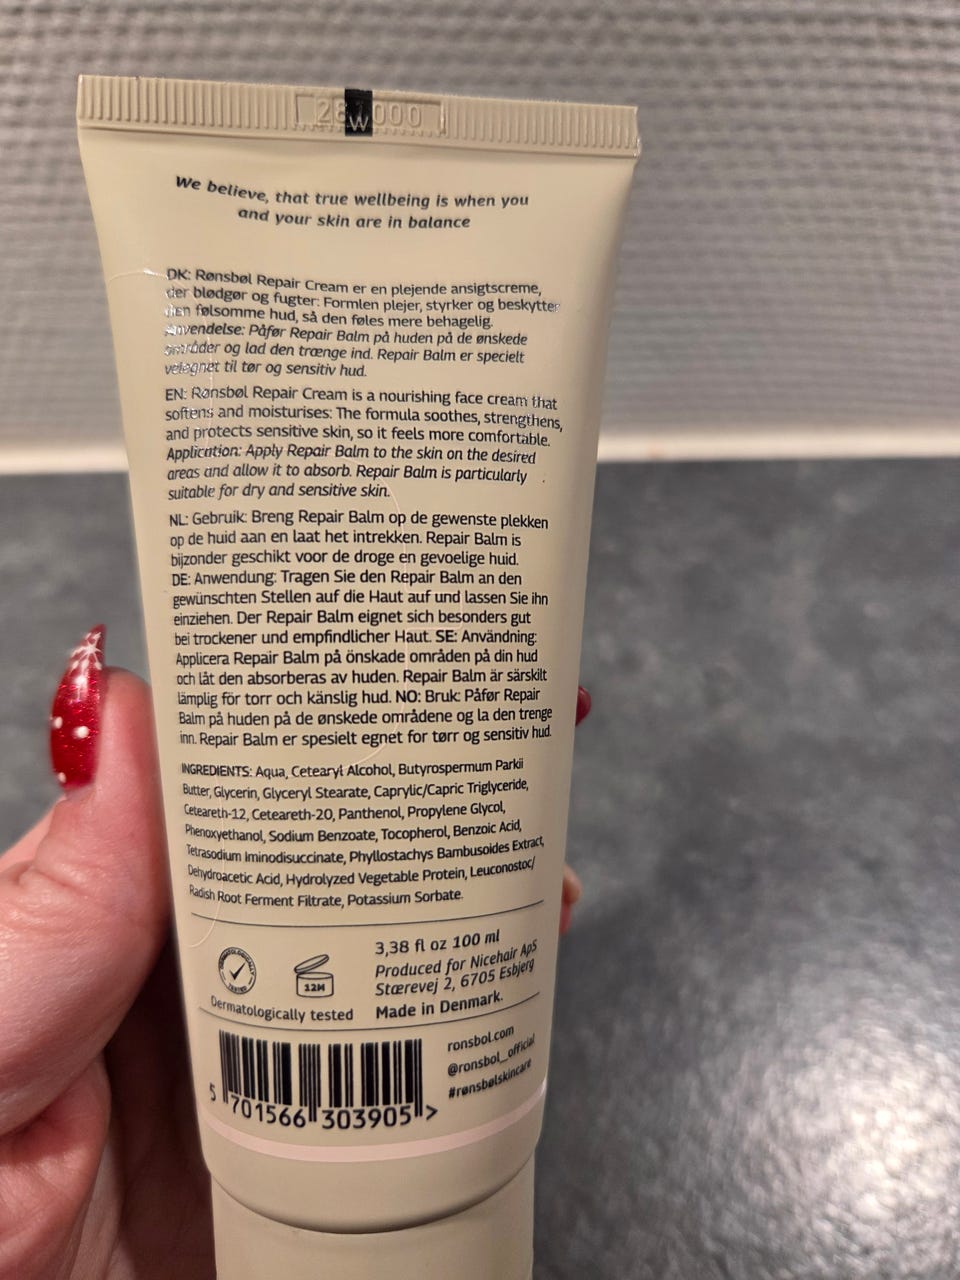 W
We believe, that true wellbeing is when you
and your skin are in balance
DK: Rønsbøl Repair Cream er en plejende ansigtscreme,
der blødgør og fugter: Formlen plejer, styrker og beskytter
den følsomme hud, så den føles mere behagelig.
Anvendelse: Påfør Repair Balm på huden på de ønskede
områder og lad den trænge ind. Repair Balm er specielt
velegnet til tør og sensitiv hud.
EN: Rønsbøl Repair Cream is a nourishing face cream that
softens and moisturises: The formula soothes, strengthens,
and protects sensitive skin, so it feels more comfortable.
Application: Apply Repair Balm to the skin on the desired
areas and allow it to absorb. Repair Balm is particularly
suitable for dry and sensitive skin.
NL: Gebruik: Breng Repair Balm op de gewenste plekken
op de huid aan en laat het intrekken. Repair Balm is
bijzonder geschikt voor de droge en gevoelige huid.
DE: Anwendung: Tragen Sie den Repair Balm an den
gewünschten Stellen auf die Haut auf und lassen Sie ihn
einziehen. Der Repair Balm eignet sich besonders gut
bei trockener und empfindlicher Haut. SE: Användning:
Applicera Repair Balm på önskade områden på din hud
och låt den absorberas av huden. Repair Balm är särskilt
lämplig för torr och känslig hud. NO: Bruk: Påfør Repair
Balm på huden på de ønskede områdene og la den trenge
inn. Repair Balm er spesielt egnet for tørr og sensitiv hud.
INGREDIENTS: Aqua, Cetearyl Alcohol, Butyrospermum Parkii
Butter, Glycerin, Glyceryl Stearate, Caprylic/Capric Triglyceride,
Ceteareth-12, Ceteareth-20, Panthenol, Propylene Glycol,
Phenoxyethanol, Sodium Benzoate, Tocopherol, Benzoic Acid,
Tetrasodium Iminodisuccinate, Phyllostachys Bambusoides Extract,
Dehydroacetic Acid, Hydrolyzed Vegetable Protein, Leuconostoc/
Radish Root Ferment Filtrate, Potassium Sorbate.
DERMATOLOGICALLY TESTED
12M
Dermatologically tested
3,38 fl oz 100 ml
Produced for Nicehair ApS
Stærevej 2, 6705 Esbjerg
Made in Denmark.
ronsbol.com
@ronsbol_official
#rønsbølskincare
5 701566 303905 >